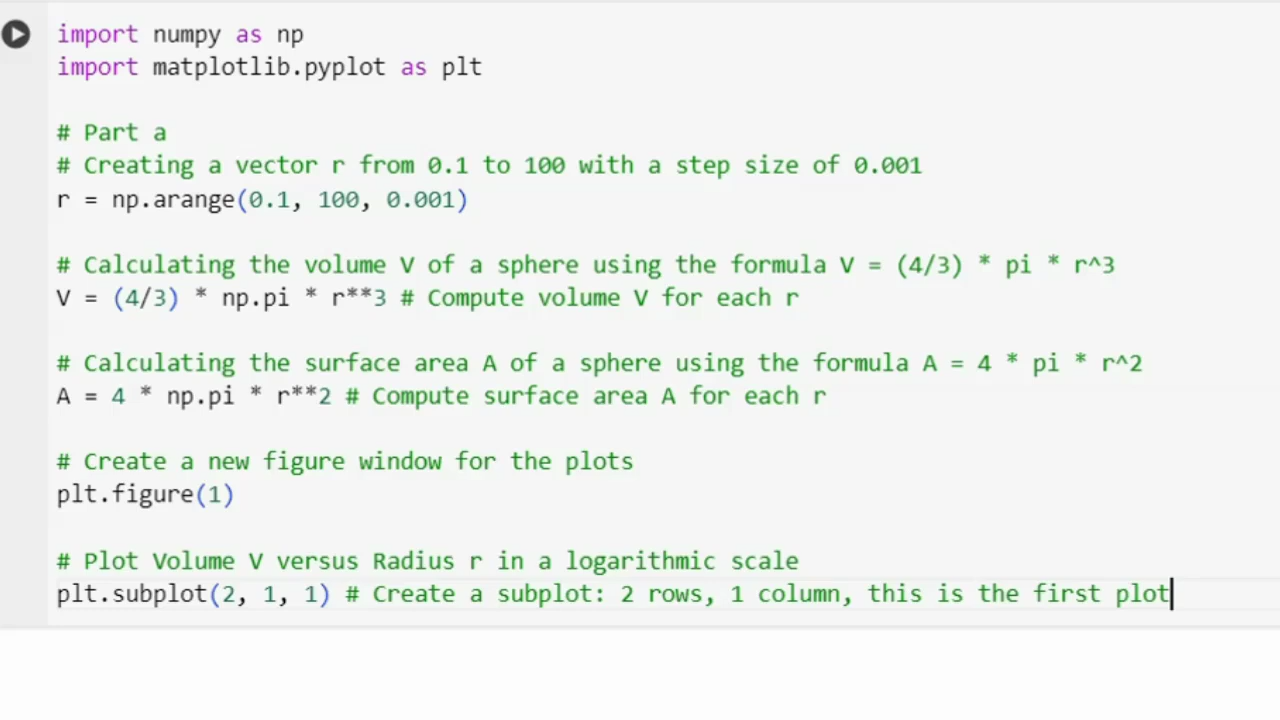 import numpy as np
import matplotlib.pyplot as plt
# Part a
# Creating a vector r from 0.1 to 100 with a step size of 0.001
r = np.arange(0.1, 100, 0.001)
# Calculating the volume V of a sphere using the formula V = (4/3) * pi * r^3
V = (4/3) * np.pi * r**3 # Compute volume V for each r
# Calculating the surface area A of a sphere using the formula A = 4 * pi * r^2
A = 4 * np.pi * r**2 # Compute surface area A for each r
# Create a new figure window for the plots
plt.figure(1)
# Plot Volume V versus Radius r in a logarithmic scale
plt.subplot(2, 1, 1) # Create a subplot: 2 rows, 1 column, this is the first plot